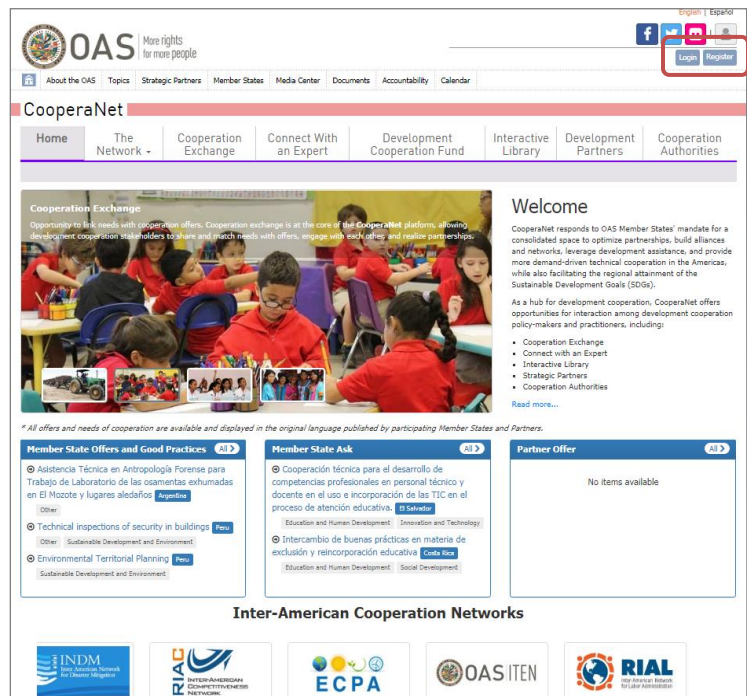 English | Español
OAS
More rights
for more people
Login
Register
About the OAS
Topics
Strategic Partners
Member States
Media Center
Documents
Accountability
Calendar
CooperaNet
Home
The
Network
Cooperation
Exchange
Connect With
an Expert
Development
Cooperation Fund
Interactive
Library
Development
Partners
Cooperation
Authorities
Cooperation Exchange
Opportunity to link needs with cooperation offers. Cooperation exchange is at the core of the CooperaNet platform, allowing
development cooperation stakeholders to share and match needs with offers, engage with each other, and realize partnerships.
Welcome
CooperaNet responds to OAS Member States' mandate for a
consolidated space to optimize partnerships, build alliances
and networks, leverage development assistance, and provide
more demand-driven technical cooperation in the Americas,
while also facilitating the regional attainment of the
Sustainable Development Goals (SDGs).
As a hub for development cooperation, CooperaNet offers
opportunities for interaction among development cooperation
policy-makers and practitioners, including:
• Cooperation Exchange
• Connect with an Expert
• Interactive Library
• Strategic Partners
• Cooperation Authorities
Read more...
* All offers and needs of cooperation are available and displayed in the original language published by participating Member States and Partners.
Member State Offers and Good Practices
All >
Asistencia Técnica en Antropología Forense para
Trabajo de Laboratorio de las osamentas exhumadas
en El Mozote y lugares aledaños Argentina
Other
Technical inspections of security in buildings Peru
Other Sustainable Development and Environment
Environmental Territorial Planning Peru
Sustainable Development and Environment
Member State Ask
All >
Cooperación técnica para el desarrollo de
competencias profesionales en personal técnico y
docente en el uso e incorporación de las TIC en el
proceso de atención educativa. El Salvador
Education and Human Development Innovation and Technology
Intercambio de buenas prácticas en materia de
exclusión y reincorporación educativa Costa Rica
Education and Human Development Social Development
Partner Offer
All >
No items available
Inter-American Cooperation Networks
INDM
Inter American Network
for Disaster Mitigation
RIAC
INTER-AMERICAN
COMPETITIVENESS
NETWORK
ECPA
OAS ITEN
RIAL
Inter-American Network
for Labor Administration